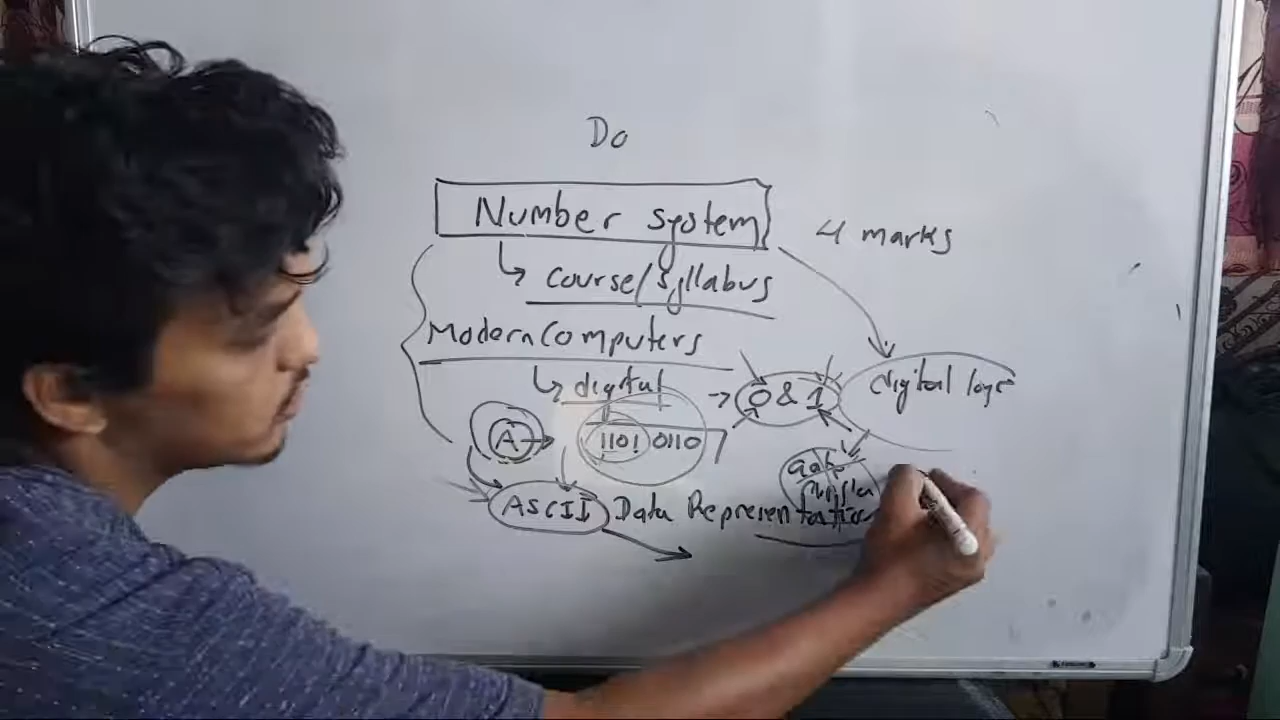 Do
Number system
4 marks
↳ course/syllabus
Modern Computers
↳ digital
→ 0 & 1
digital logic
A →
1101 0110
ASCII
Data Representation